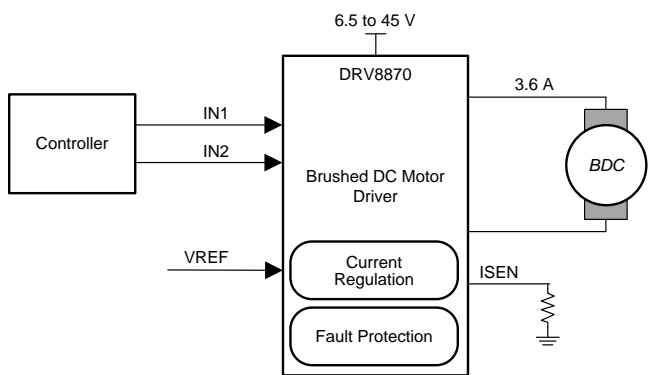 6.5 to 45 V
DRV8870
3.6 A
Controller
IN1
IN2
BDC
Brushed DC Motor
Driver
VREF
Current
Regulation
ISEN
Fault Protection